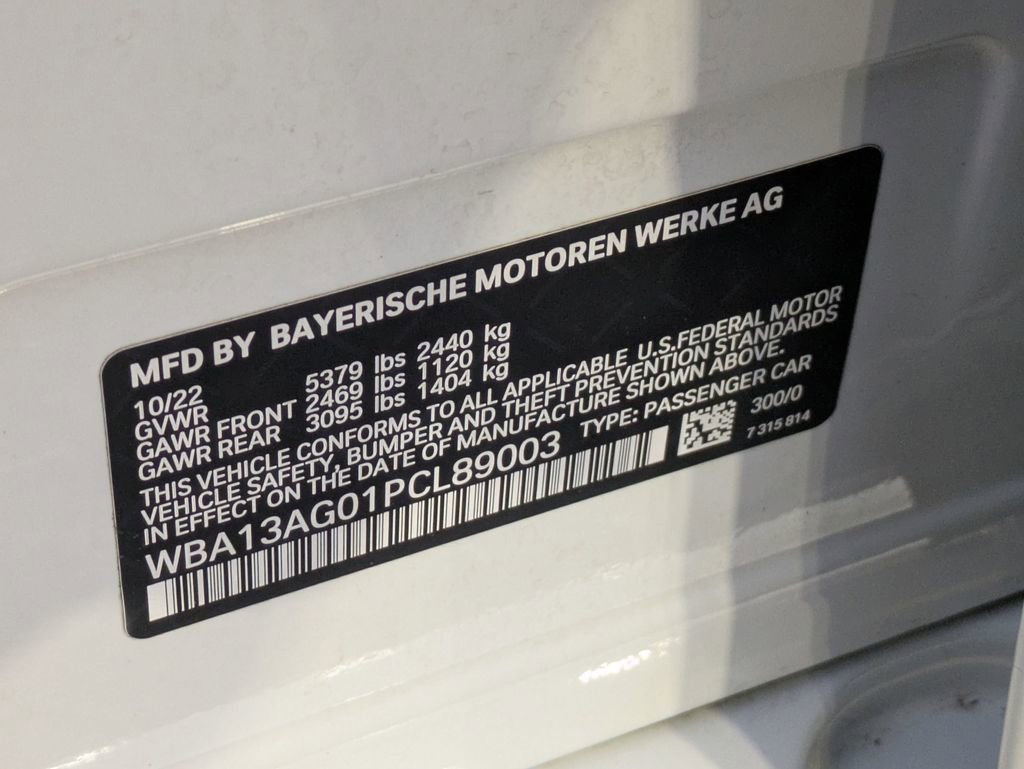 MFD BY BAYERISCHE MOTOREN WERKE AG
10/22
GVWR 5379 lbs 2440 kg
GAWR FRONT 2469 lbs 1120 kg
GAWR REAR 3095 lbs 1404 kg
THIS VEHICLE CONFORMS TO ALL APPLICABLE U.S.FEDERAL MOTOR
VEHICLE SAFETY, BUMPER AND THEFT PREVENTION STANDARDS
IN EFFECT ON THE DATE OF MANUFACTURE SHOWN ABOVE.
WBA13AG01PCL89003 TYPE: PASSENGER CAR
300/0
7 315 814